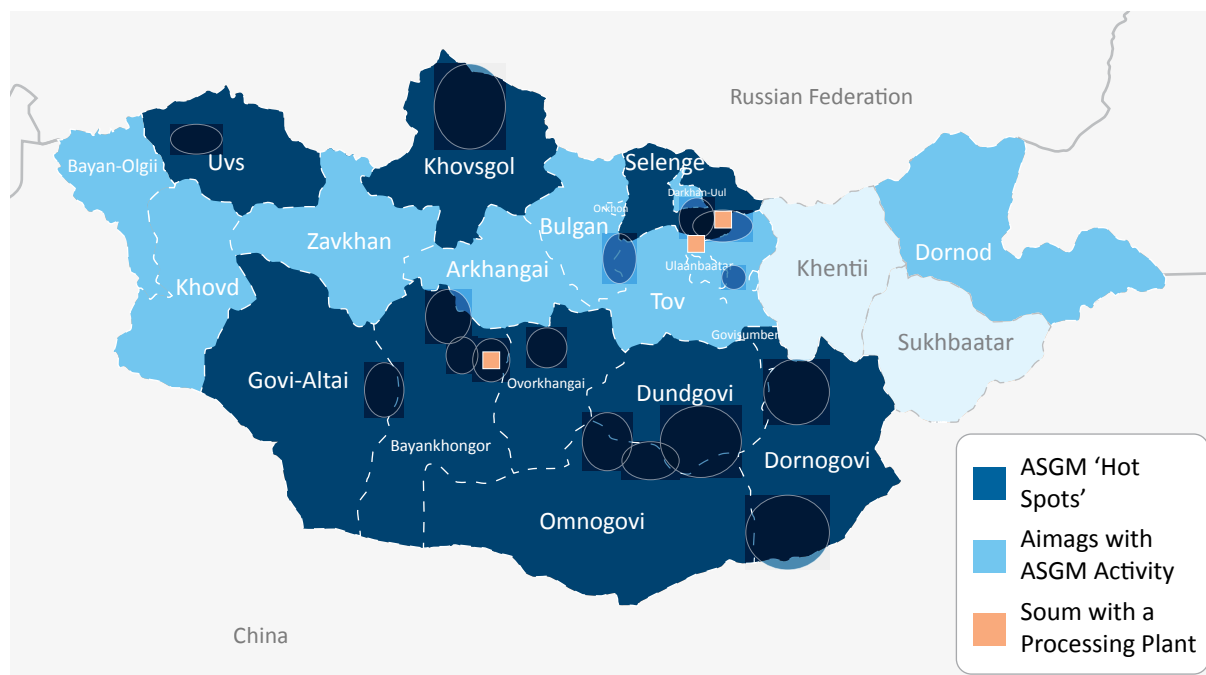 Russian Federation
Bayan-Olgii
Uvs
Khovsgol
Selenge
Darkhan-Uul
Orkhon
Bulgan
Zavkhan
Arkhangai
Ulaanbaatar
Khentii
Dornod
Khovd
Tov
Govisumber
Sukhbaatar
Govi-Altai
Ovorkhangai
Dundgovi
Bayankhongor
Dornogovi
Omnogovi
China
ASGM ‘Hot
Spots’
Aimags with
ASGM Activity
Soum with a
Processing Plant